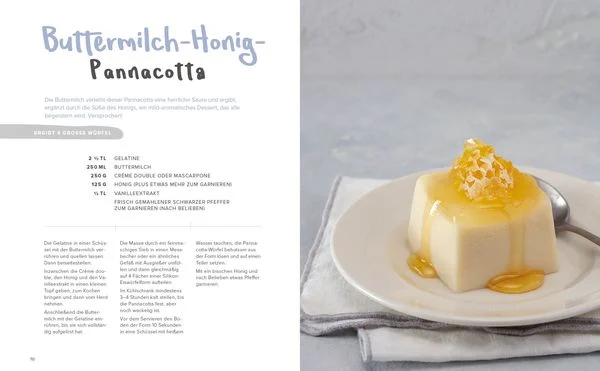 Buttermilch-Honig-
Pannacotta
Die Buttermilch verleiht dieser Pannacotta eine herrliche Säure und ergibt,
ergänzt durch die Süße des Honigs, ein mild-aromatisches Dessert, das alle
begeistern wird. Versprochen!
ERGIBT 4 GROSSE WÜRFEL
2 ½ TL GELATINE
250 ML BUTTERMILCH
250 G CRÈME DOUBLE ODER MASCARPONE
125 G HONIG (PLUS ETWAS MEHR ZUM GARNIEREN)
½ TL VANILLEEXTRAKT
FRISCH GEMAHLENER SCHWARZER PFEFFER
ZUM GARNIEREN (NACH BELIEBEN)
Die Gelatine in einer Schüs-
sel mit der Buttermilch ver-
rühren und quellen lassen.
Dann beiseitestellen.
Inzwischen die Crème dou-
ble, den Honig und den Va-
nilleextrakt in einen kleinen
Topf geben, zum Kochen
bringen und dann vom Herd
nehmen.
Anschließend die Butter-
milch mit der Gelatine ein-
rühren, bis sie sich vollstän-
dig aufgelöst hat.
Die Masse durch ein feinma-
schiges Sieb in einen Mess-
becher oder ein ähnliches
Gefäß mit Ausgießer umfül-
len und dann gleichmäßig
auf 4 Fächer einer Silikon-
Eiswürfelform aufteilen.
Im Kühlschrank mindestens
3–4 Stunden kalt stellen, bis
die Pannacotta fest, aber
noch wackelig ist.
Vor dem Servieren den Bo-
den der Form 10 Sekunden
in eine Schüssel mit heißem
Wasser tauchen, die Panna-
cotta-Würfel behutsam aus
der Form lösen und auf einen
Teller setzen.
Mit ein bisschen Honig und
nach Belieben etwas Pfeffer
garnieren.